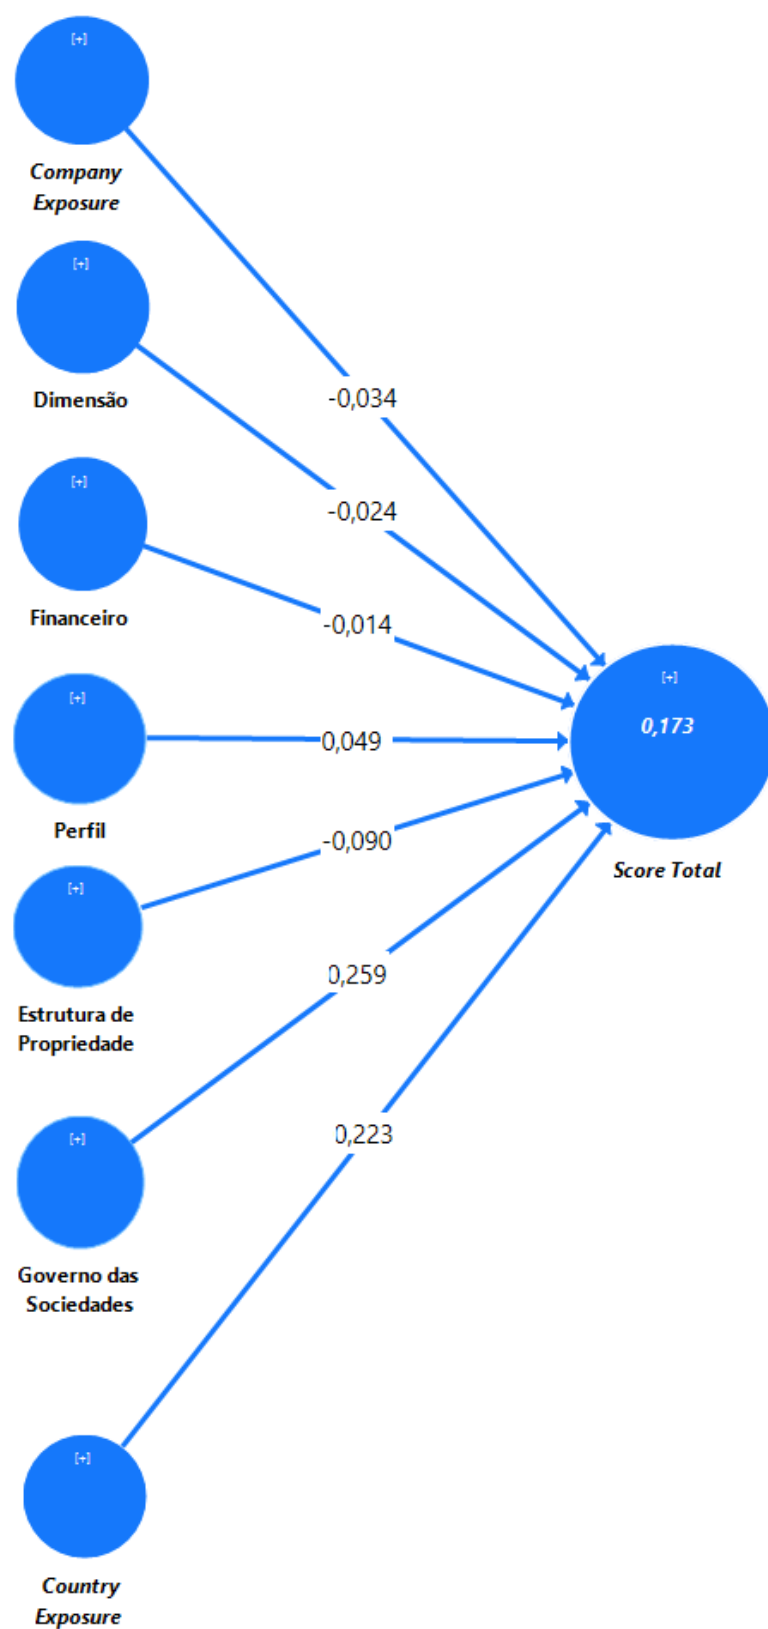 [+]
Company
Exposure
[+]
Dimensão
-0,034
[+]
-0,024
Financeiro
-0,014
[+]
[+]
0,173
0,049
Perfil
-0,090
[+]
Score Total
0,259
Estrutura de
Propriedade
[+]
0,223
Governo das
Sociedades
[+]
Country
Exposure